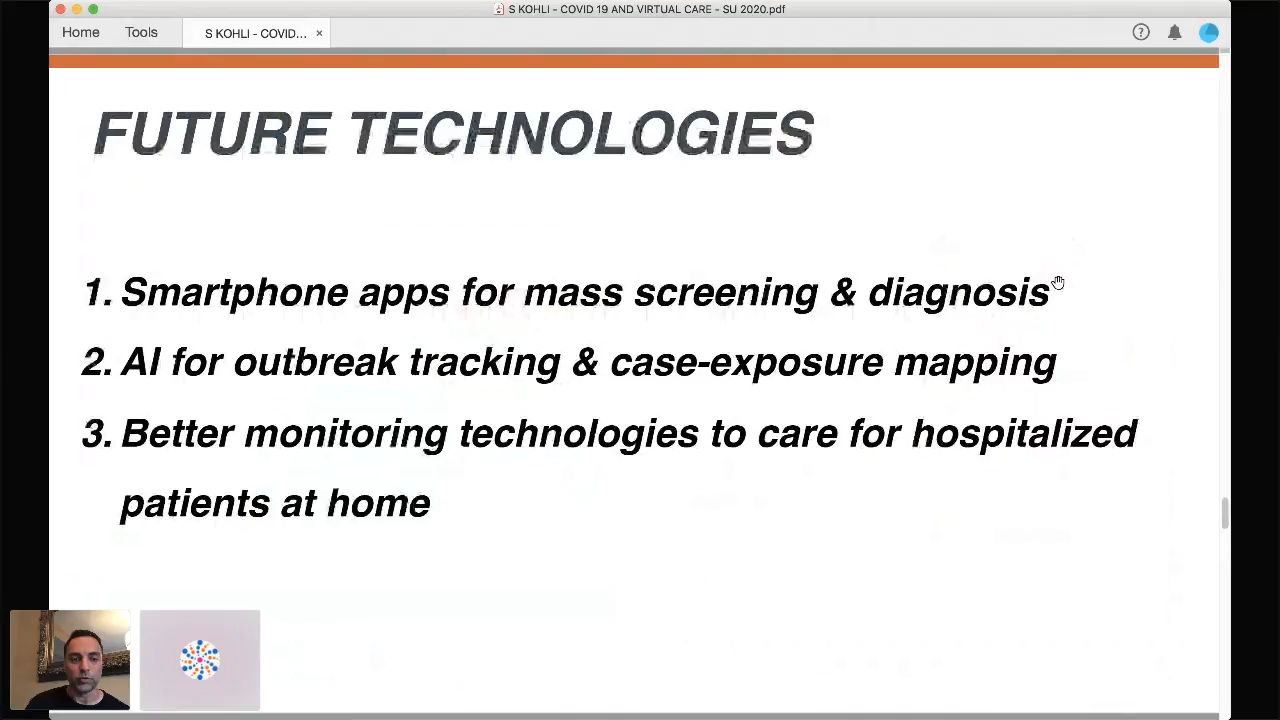 S KOHLI - COVID 19 AND VIRTUAL CARE - SU 2020.pdf
Home Tools S KOHLI - COVID... × ?
FUTURE TECHNOLOGIES
1. Smartphone apps for mass screening & diagnosis
2. AI for outbreak tracking & case-exposure mapping
3. Better monitoring technologies to care for hospitalized
patients at home